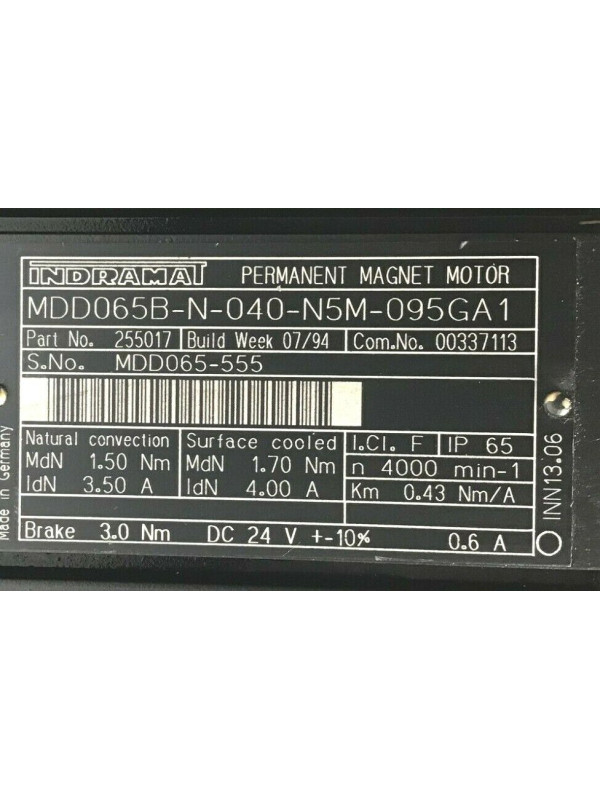 INDRAMAT PERMANENT MAGNET MOTOR
MDD065B-N-040-N5M-095GA1
Part No. 255017 Build Week 07/94 Com.No. 00337113
S.No. MDD065-555
Natural convection Surface cooled I.Cl. F IP 65
MdN 1.50 Nm MdN 1.70 Nm n 4000 min-1
IdN 3.50 A IdN 4.00 A Km 0.43 Nm/A
Brake 3.0 Nm DC 24 V +-10% 0.6 A
Made in Germany
INN13.06